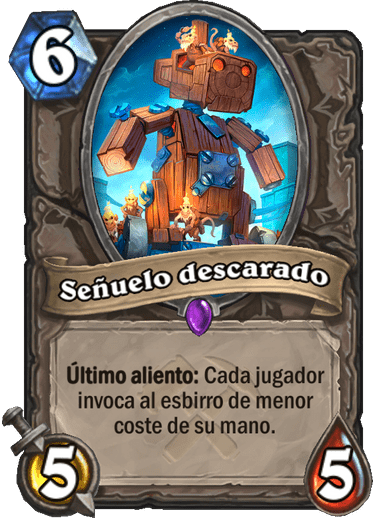 6
Señuelo descarado
Último aliento: Cada jugador
invoca al esbirro de menor
coste de su mano.
5
5